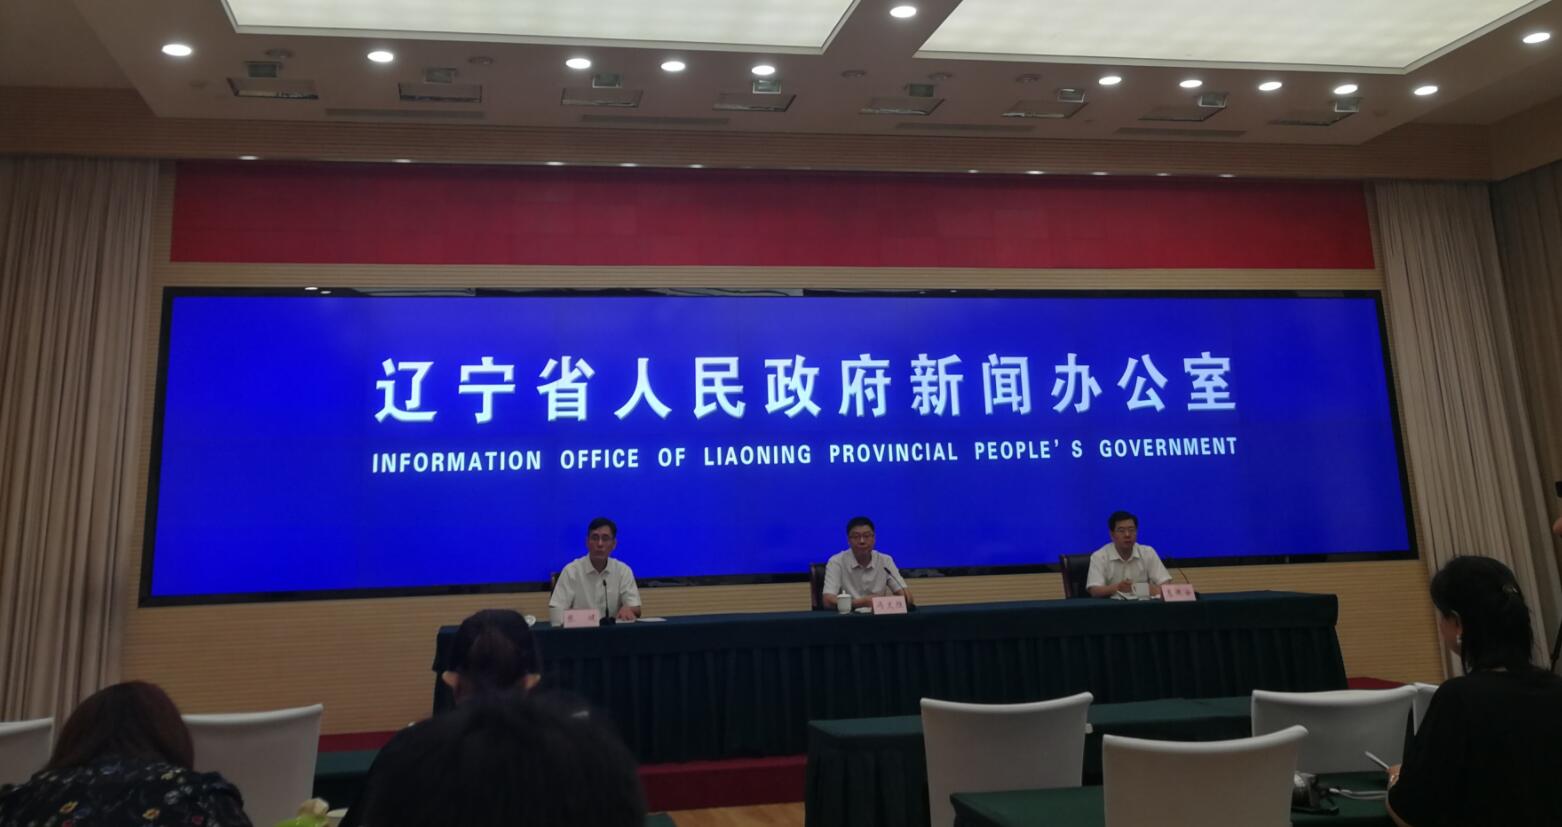 辽宁省人民政府新闻办公室
INFORMATION OFFICE OF LIAONING PROVINCIAL PEOPLE'S GOVERNMENT